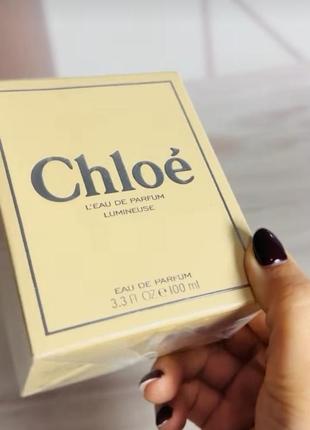 Chloé
L'EAU DE PARFUM
LUMINEUSE
EAU DE PARFUM
3.3 fl OZ e 100 ml